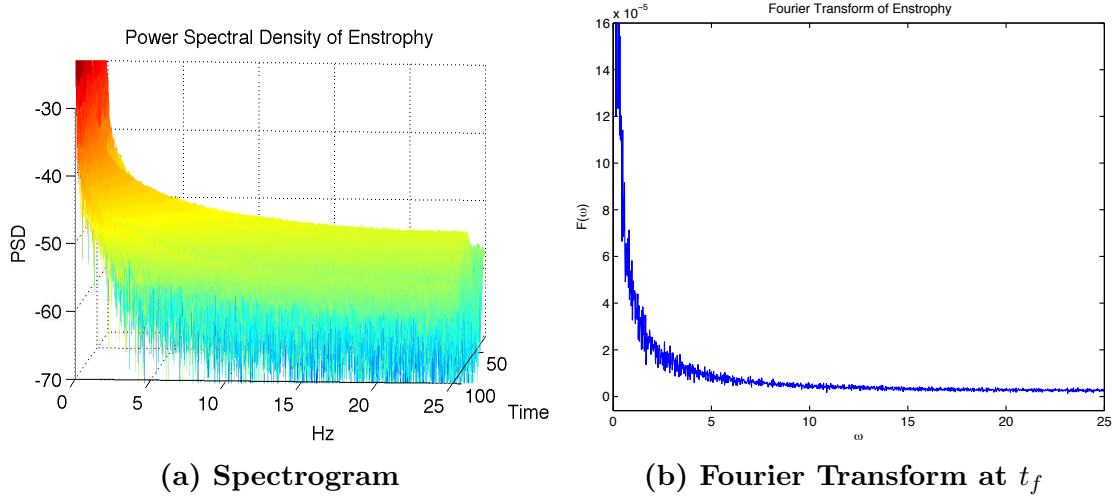 Power Spectral Density of Enstrophy
-30
-40
-50
-60
-70
PSD
0
5
10
15
20
25
Hz
50
100
Time
(a) Spectrogram
Fourier Transform of Enstrophy
x 10⁻⁵
16
14
12
10
8
6
4
2
0
F(ω)
0
5
10
15
20
25
ω
(b) Fourier Transform at t_f